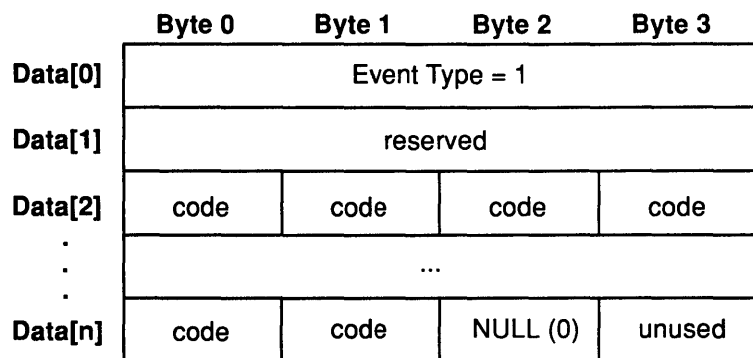 Byte 0 Byte 1 Byte 2 Byte 3
Data[0] Event Type = 1
Data[1] reserved
Data[2] code code code code
...
Data[n] code code NULL (0) unused